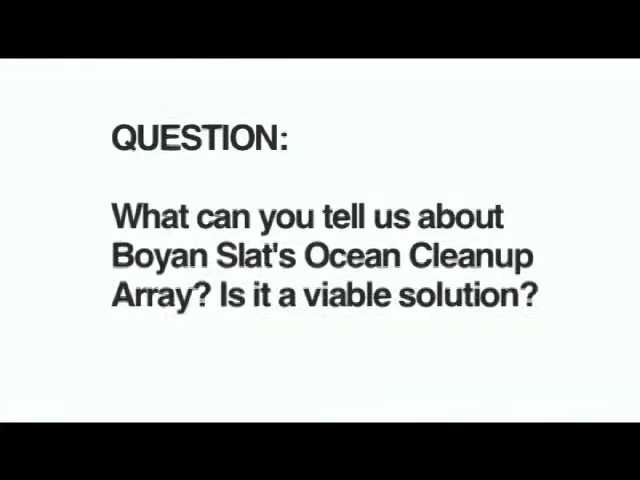 QUESTION:
What can you tell us about
Boyan Slat's Ocean Cleanup
Array? Is it a viable solution?